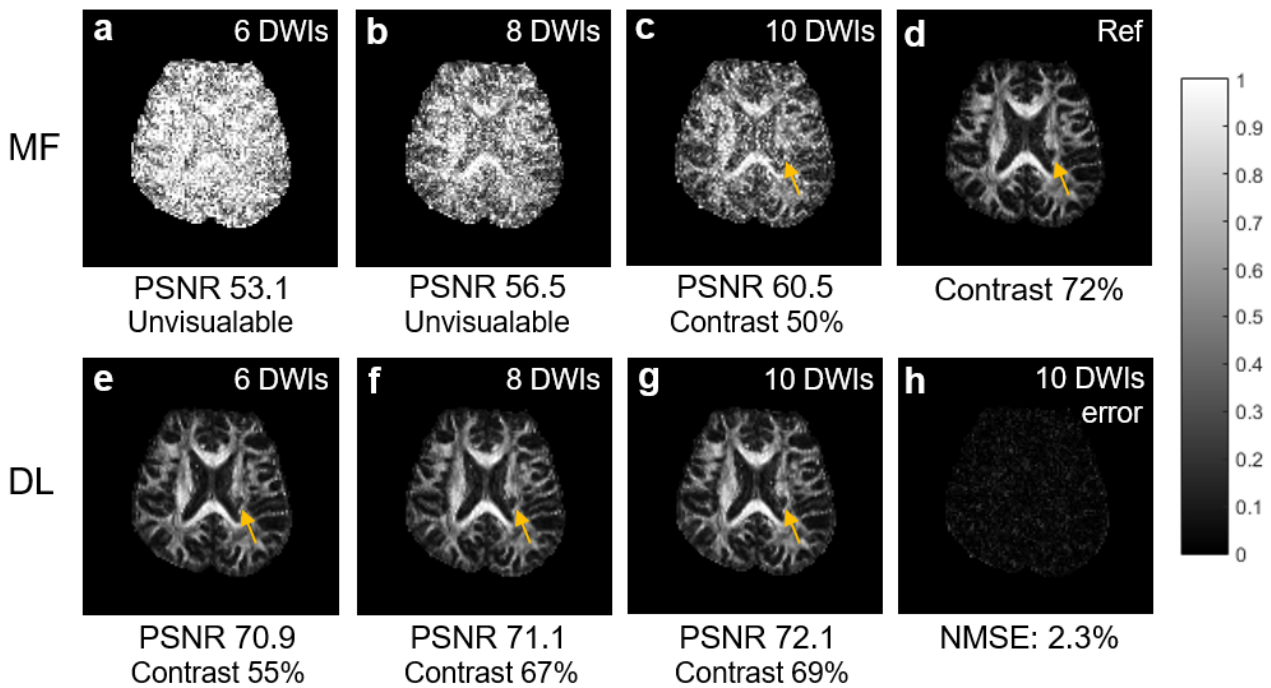 a 6 DWIs
b 8 DWIs
c 10 DWIs
d Ref
MF
PSNR 53.1
Unvisualable
PSNR 56.5
Unvisualable
PSNR 60.5
Contrast 50%
Contrast 72%
e 6 DWIs
f 8 DWIs
g 10 DWIs
h 10 DWIs
error
DL
PSNR 70.9
Contrast 55%
PSNR 71.1
Contrast 67%
PSNR 72.1
Contrast 69%
NMSE: 2.3%
1
0.9
0.8
0.7
0.6
0.5
0.4
0.3
0.2
0.1
0